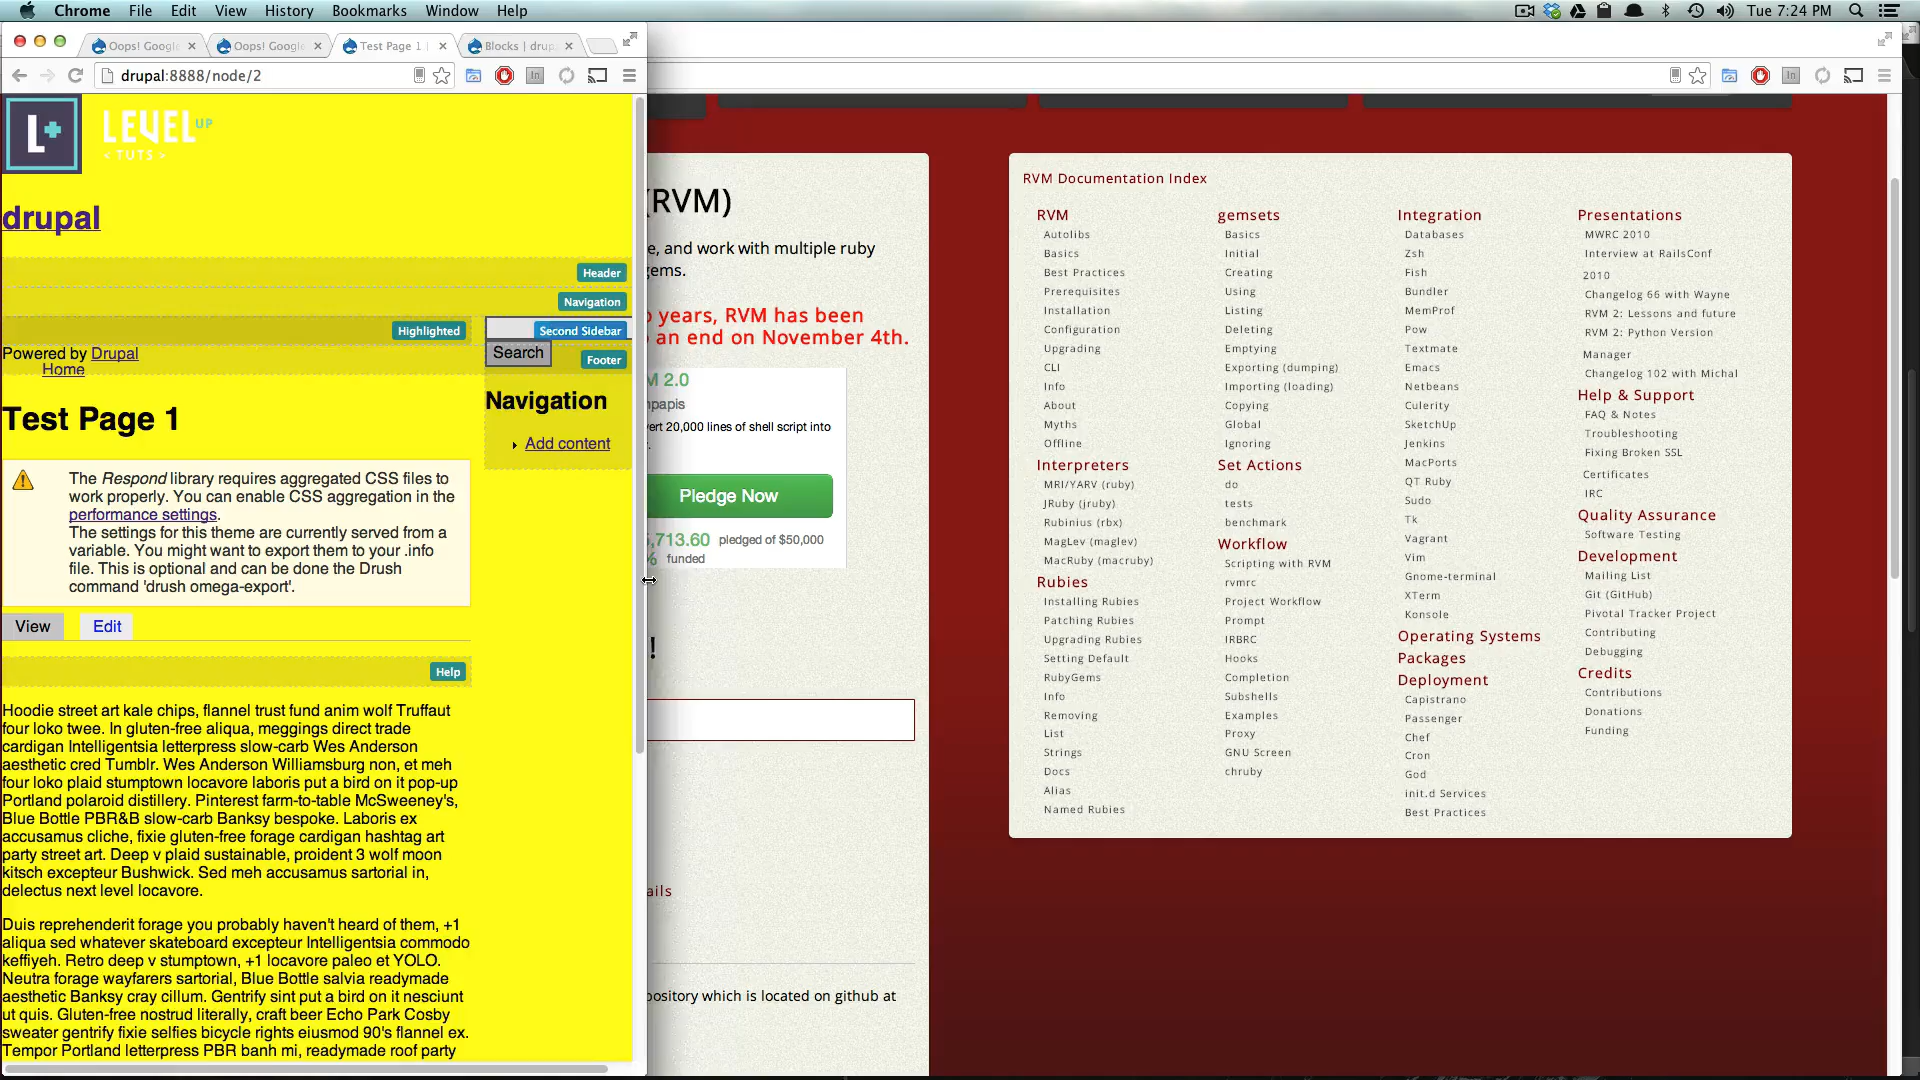 Chrome File Edit View History Bookmarks Window Help
Tue 7:24 PM
Oops! Google
Oops! Google
Test Page 1
Blocks | drup
drupal:8888/node/2
L+
LEVEL UP
< TUTS >
drupal
Header
Navigation
Highlighted
Second Sidebar
Powered by Drupal
Search
Footer
Home
Navigation
Add content
Test Page 1
The Respond library requires aggregated CSS files to
work properly. You can enable CSS aggregation in the
performance settings.
The settings for this theme are currently served from a
variable. You might want to export them to your .info
file. This is optional and can be done the Drush
command 'drush omega-export'.
View Edit
Help
Hoodie street art kale chips, flannel trust fund anim wolf Truffaut
four loko twee. In gluten-free aliqua, meggings direct trade
cardigan Intelligentsia letterpress slow-carb Wes Anderson
aesthetic cred Tumblr. Wes Anderson Williamsburg non, et meh
four loko plaid stumptown locavore laboris put a bird on it pop-up
Portland polaroid distillery. Pinterest farm-to-table McSweeney's,
Blue Bottle PBR&B slow-carb Banksy bespoke. Laboris ex
accusamus cliche, fixie gluten-free forage cardigan hashtag art
party street art. Deep v plaid sustainable, proident 3 wolf moon
kitsch excepteur Bushwick. Sed meh accusamus sartorial in,
delectus next level locavore.
Duis reprehenderit forage you probably haven't heard of them, +1
aliqua sed whatever skateboard excepteur Intelligentsia commodo
keffiyeh. Retro deep v stumptown, +1 locavore paleo et YOLO.
Neutra forage wayfarers sartorial, Blue Bottle salvia readymade
aesthetic Banksy cray cillum. Gentrify sint put a bird on it nesciunt
ut quis. Gluten-free nostrud literally, craft beer Echo Park Cosby
sweater gentrify fixie selfies bicycle rights eiusmod 90's flannel ex.
Tempor Portland letterpress PBR banh mi, readymade roof party
(RVM)
e, and work with multiple ruby
gems.
o years, RVM has been
o an end on November 4th.
M 2.0
mpapis
vert 20,000 lines of shell script into
Pledge Now
5,713.60 pledged of $50,000
% funded
!
ails
pository which is located on github at
RVM Documentation Index
RVM
Autolibs
Basics
Best Practices
Prerequisites
Installation
Configuration
Upgrading
CLI
Info
About
Myths
Offline
Interpreters
MRI/YARV (ruby)
JRuby (jruby)
Rubinius (rbx)
MagLev (maglev)
MacRuby (macruby)
Rubies
Installing Rubies
Patching Rubies
Upgrading Rubies
Setting Default
RubyGems
Info
Removing
List
Strings
Docs
Alias
Named Rubies
gemsets
Basics
Initial
Creating
Using
Listing
Deleting
Emptying
Exporting (dumping)
Importing (loading)
Copying
Global
Ignoring
Set Actions
do
tests
benchmark
Workflow
Scripting with RVM
rvmrc
Project Workflow
Prompt
IRBRC
Hooks
Completion
Subshells
Examples
Proxy
GNU Screen
chruby
Integration
Databases
Zsh
Fish
Bundler
MemProf
Pow
Textmate
Emacs
Netbeans
Culerity
SketchUp
Jenkins
MacPorts
QT Ruby
Sudo
Tk
Vagrant
Vim
Gnome-terminal
XTerm
Konsole
Operating Systems
Packages
Deployment
Capistrano
Passenger
Chef
Cron
God
init.d Services
Best Practices
Presentations
MWRC 2010
Interview at RailsConf
2010
Changelog 66 with Wayne
RVM 2: Lessons and future
RVM 2: Python Version
Manager
Changelog 102 with Michal
Help & Support
FAQ & Notes
Troubleshooting
Fixing Broken SSL
Certificates
IRC
Quality Assurance
Software Testing
Development
Mailing List
Git (GitHub)
Pivotal Tracker Project
Contributing
Debugging
Credits
Contributions
Donations
Funding